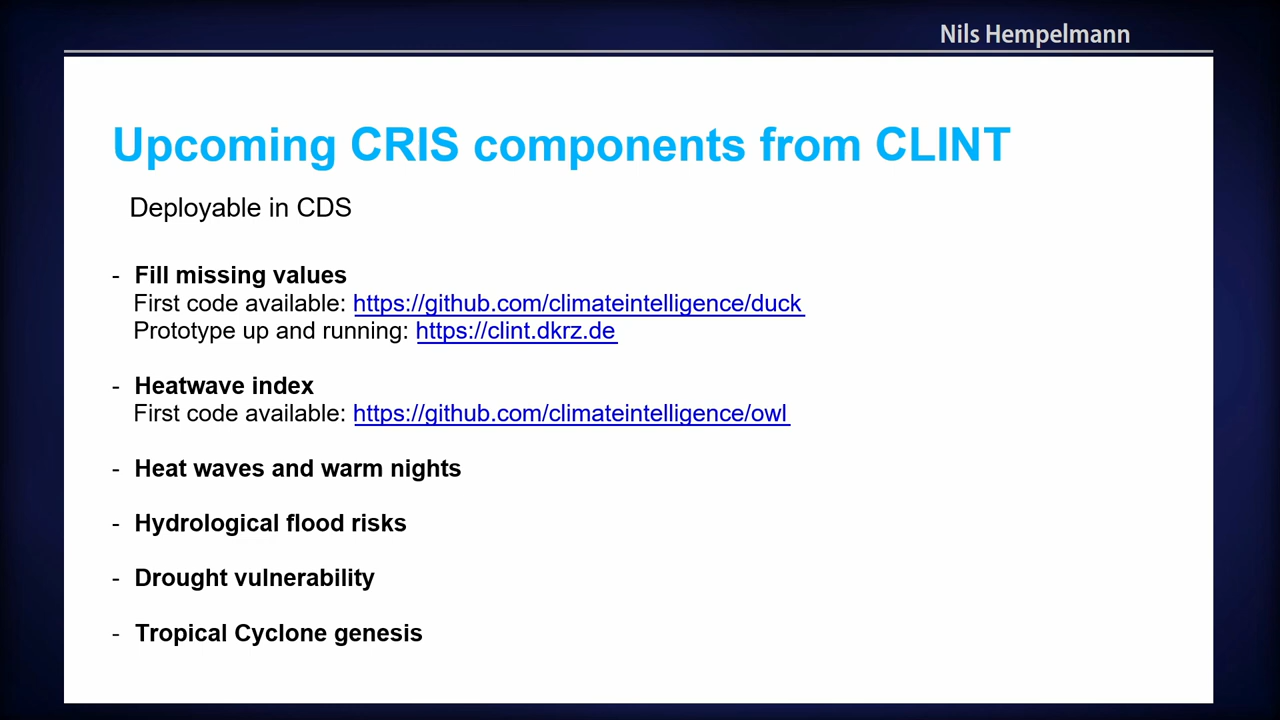 Nils Hempelmann
Upcoming CRIS components from CLINT
Deployable in CDS
- Fill missing values
First code available: https://github.com/climateintelligence/duck
Prototype up and running: https://clint.dkrz.de
- Heatwave index
First code available: https://github.com/climateintelligence/owl
- Heat waves and warm nights
- Hydrological flood risks
- Drought vulnerability
- Tropical Cyclone genesis